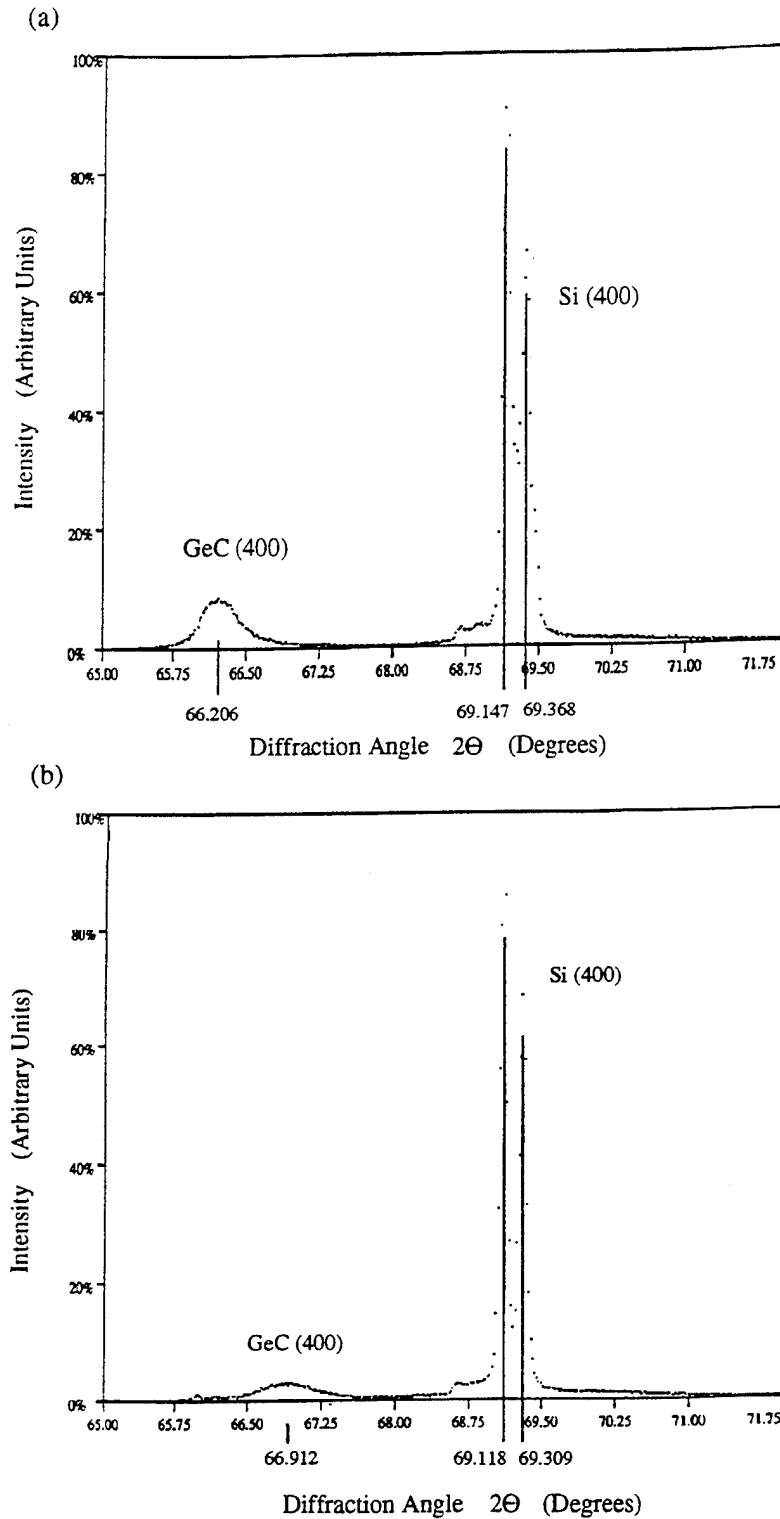 (a)
100%
80%
60%
40%
20%
0%
Intensity (Arbitrary Units)
Si (400)
GeC (400)
65.00 65.75 66.50 67.25 68.00 68.75 69.50 70.25 71.00 71.75
66.206 69.147 69.368
Diffraction Angle 2Θ (Degrees)
(b)
100%
80%
60%
40%
20%
0%
Intensity (Arbitrary Units)
Si (400)
GeC (400)
65.00 65.75 66.50 67.25 68.00 68.75 69.50 70.25 71.00 71.75
66.912 69.118 69.309
Diffraction Angle 2Θ (Degrees)